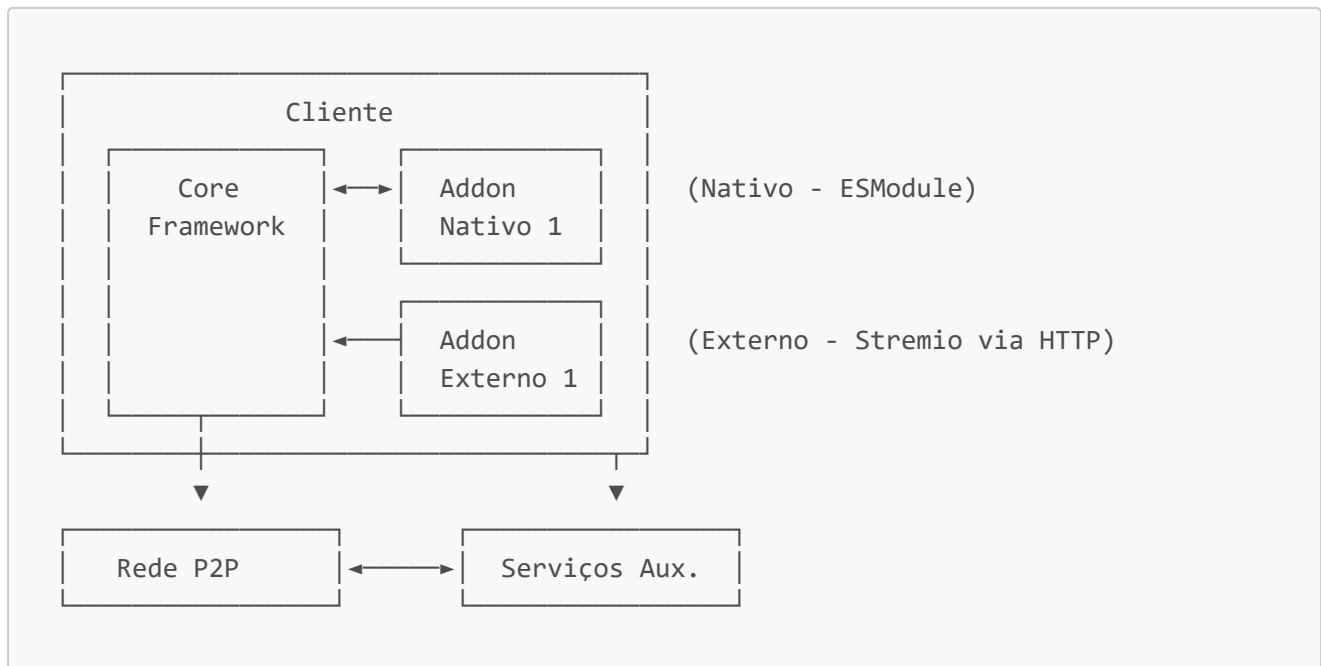 Cliente
Core Addon (Nativo - ESModule)
Framework Nativo 1
Addon (Externo - Stremio via HTTP)
Externo 1
Rede P2P Serviços Aux.